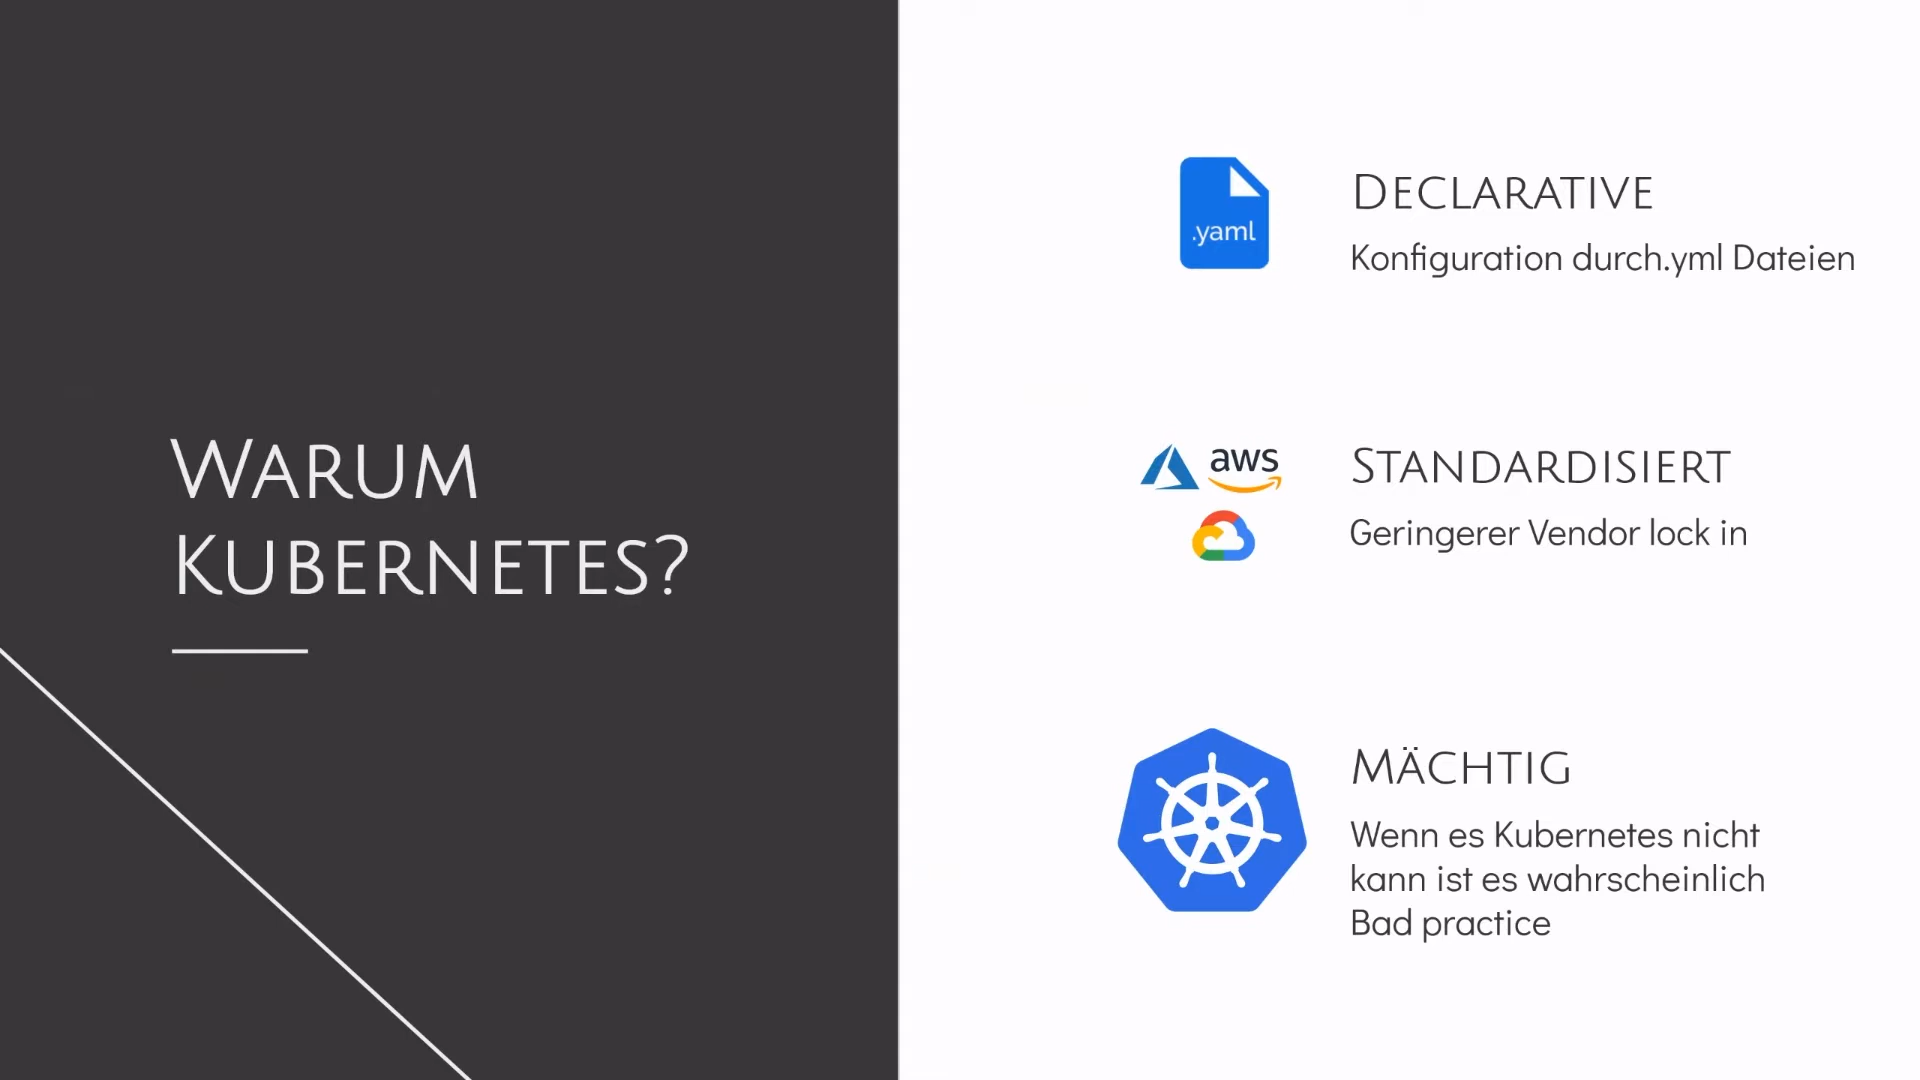 WARUM
KUBERNETES?
.yaml
DECLARATIVE
Konfiguration durch.yml Dateien
aws
STANDARDISIERT
Geringerer Vendor lock in
MÄCHTIG
Wenn es Kubernetes nicht
kann ist es wahrscheinlich
Bad practice